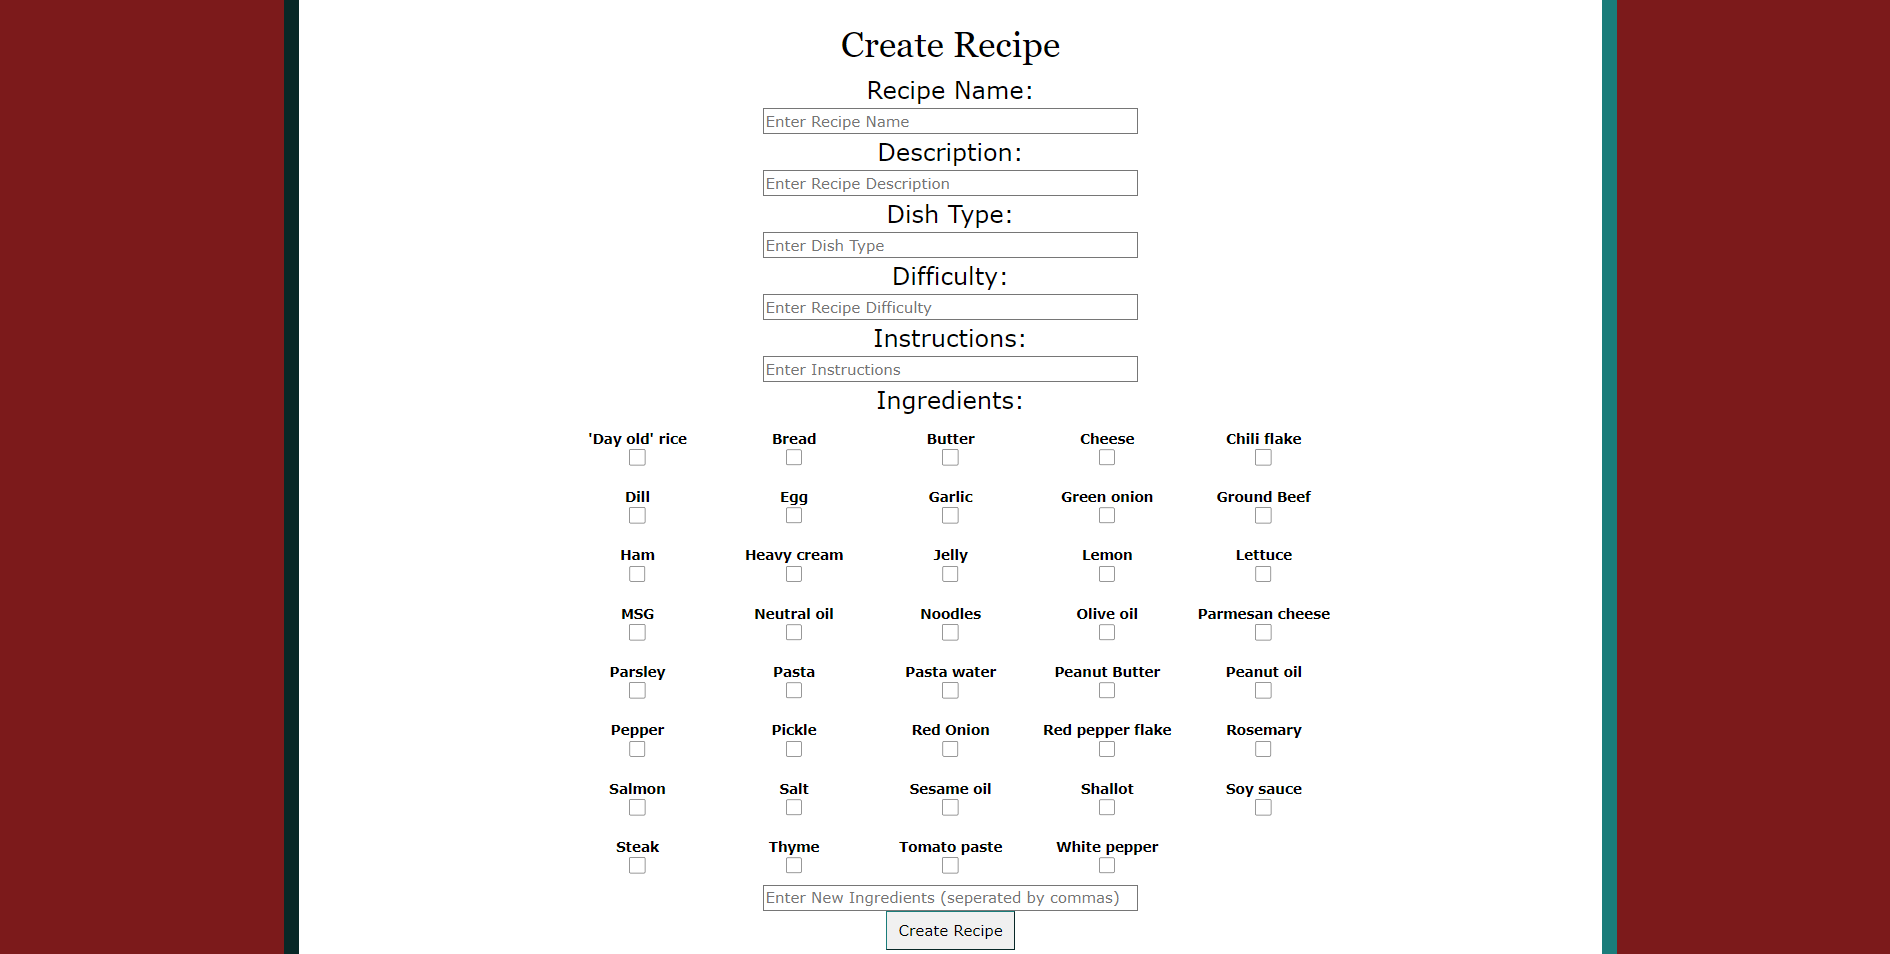 Create Recipe
Recipe Name:
Enter Recipe Name
Description:
Enter Recipe Description
Dish Type:
Enter Dish Type
Difficulty:
Enter Recipe Difficulty
Instructions:
Enter Instructions
Ingredients:
'Day old' rice Bread Butter Cheese Chili flake
Dill Egg Garlic Green onion Ground Beef
Ham Heavy cream Jelly Lemon Lettuce
MSG Neutral oil Noodles Olive oil Parmesan cheese
Parsley Pasta Pasta water Peanut Butter Peanut oil
Pepper Pickle Red Onion Red pepper flake Rosemary
Salmon Salt Sesame oil Shallot Soy sauce
Steak Thyme Tomato paste White pepper
Enter New Ingredients (seperated by commas)
Create Recipe